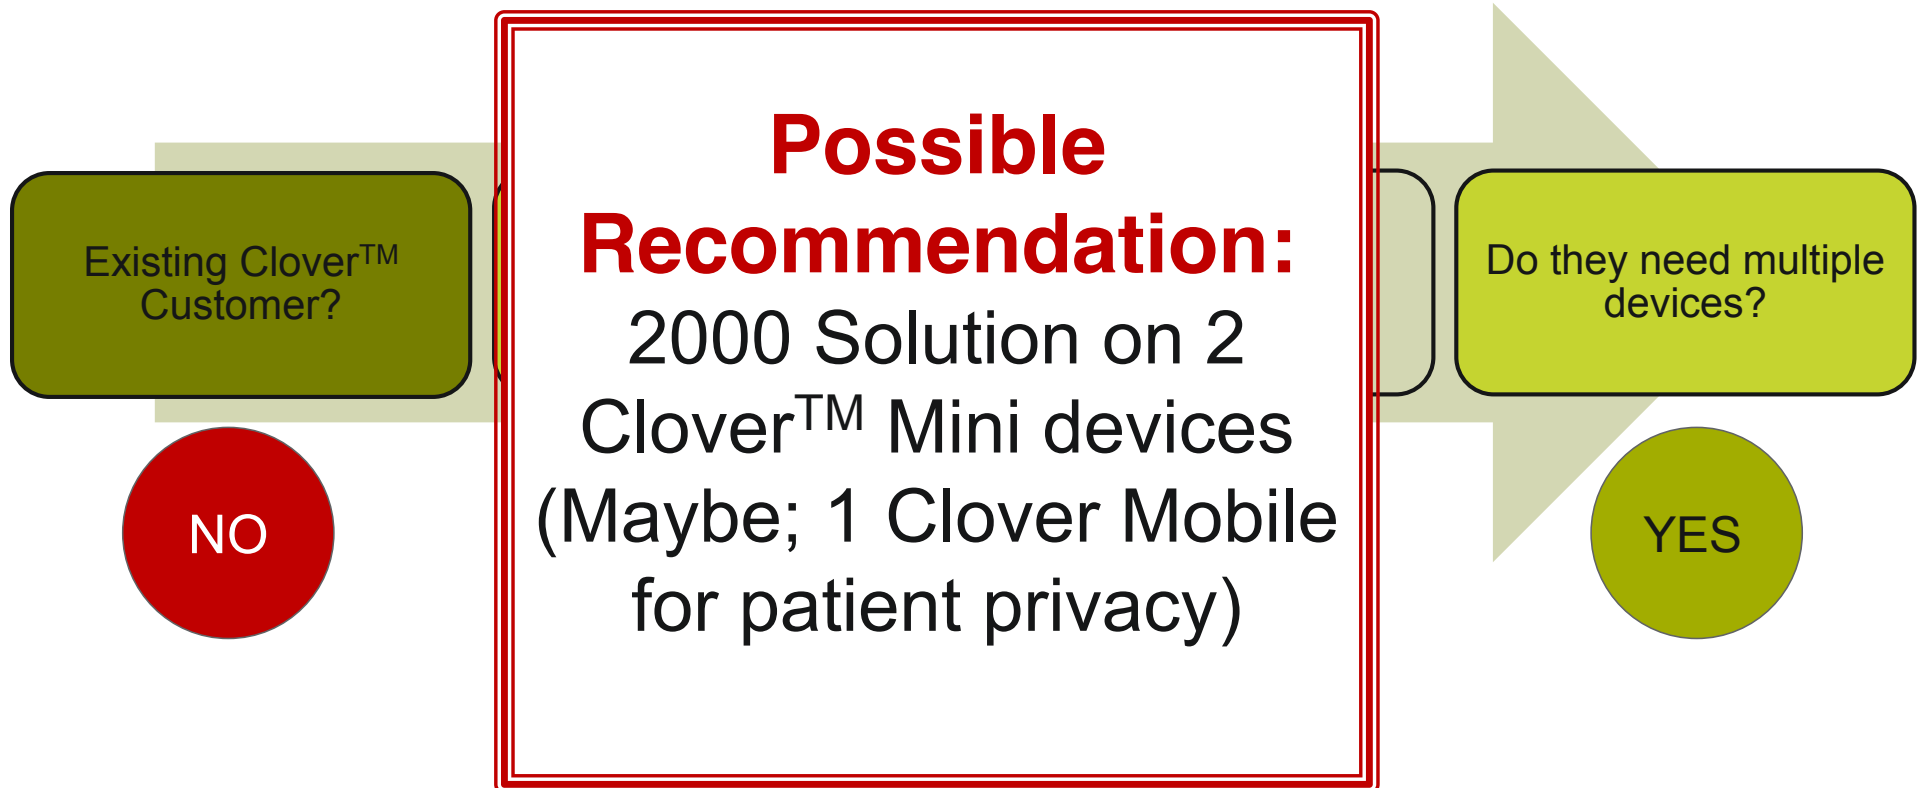 Existing Clover™
Customer?
NO
Possible
Recommendation:
2000 Solution on 2
Clover™ Mini devices
(Maybe; 1 Clover Mobile
for patient privacy)
Do they need multiple
devices?
YES